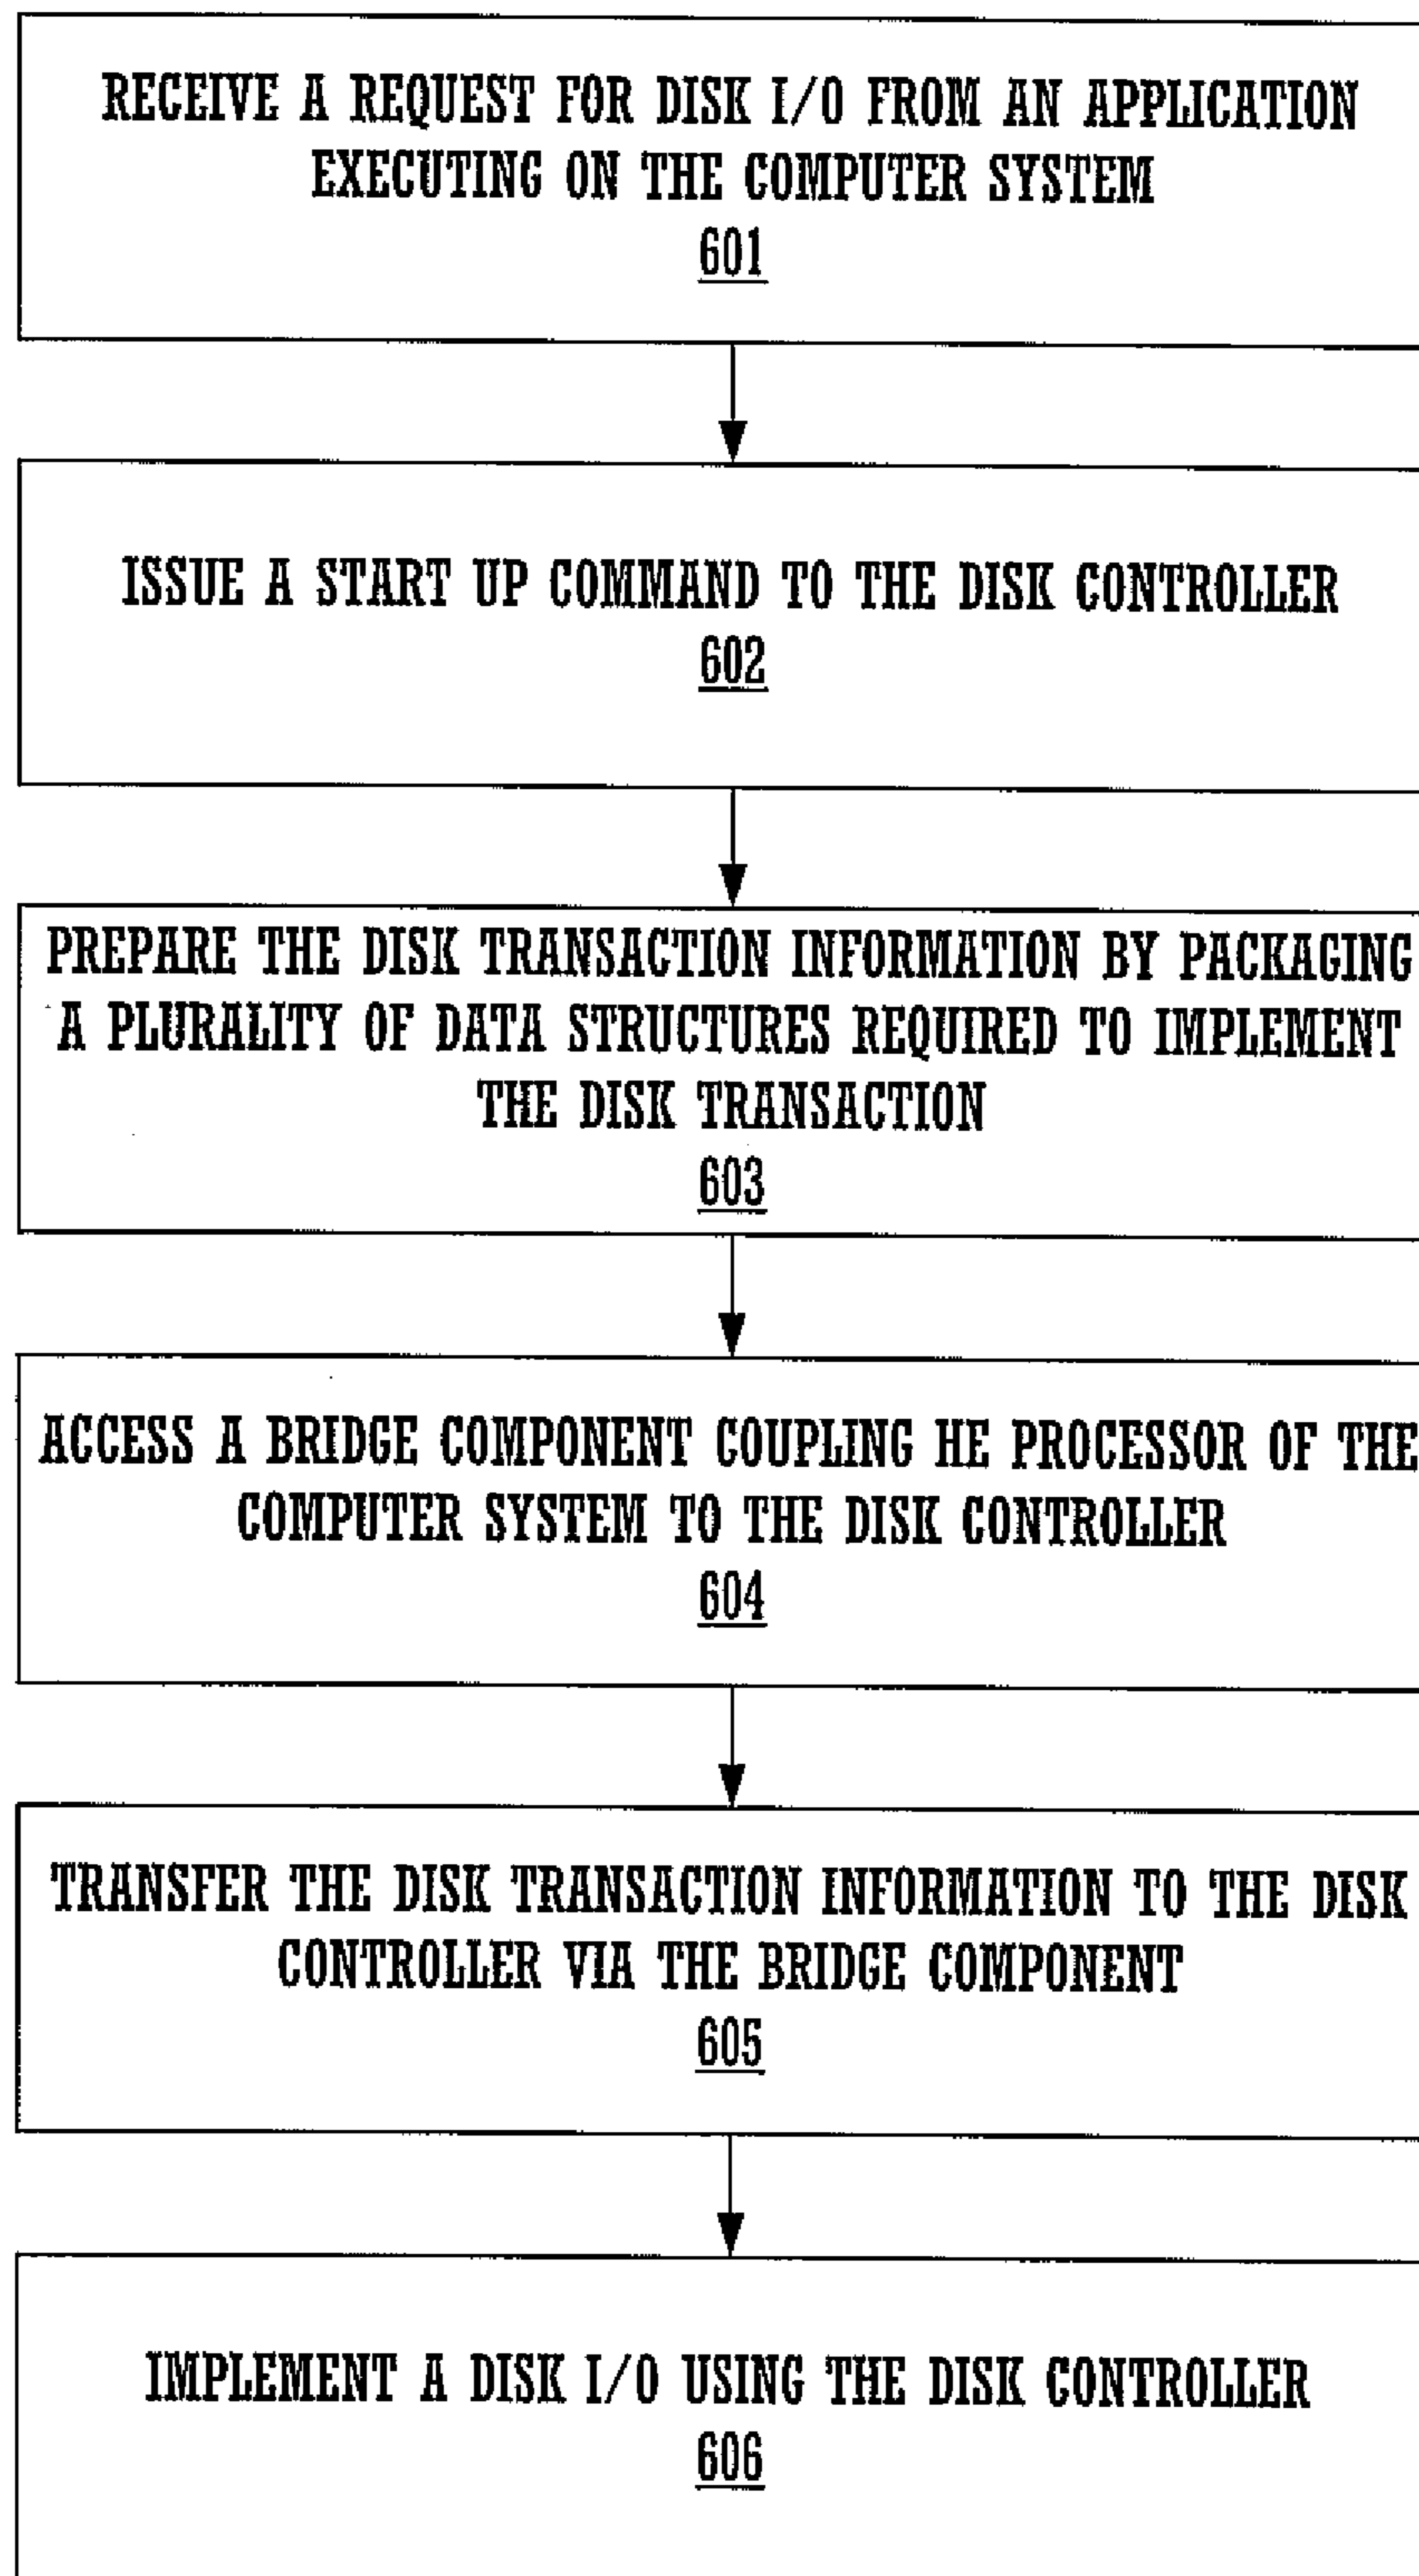 RECEIVE A REQUEST FOR DISK I/O FROM AN APPLICATION
EXECUTING ON THE COMPUTER SYSTEM
601
ISSUE A START UP COMMAND TO THE DISK CONTROLLER
602
PREPARE THE DISK TRANSACTION INFORMATION BY PACKAGING
A PLURALITY OF DATA STRUCTURES REQUIRED TO IMPLEMENT
THE DISK TRANSACTION
603
ACCESS A BRIDGE COMPONENT COUPLING HE PROCESSOR OF THE
COMPUTER SYSTEM TO THE DISK CONTROLLER
604
TRANSFER THE DISK TRANSACTION INFORMATION TO THE DISK
CONTROLLER VIA THE BRIDGE COMPONENT
605
IMPLEMENT A DISK I/O USING THE DISK CONTROLLER
606